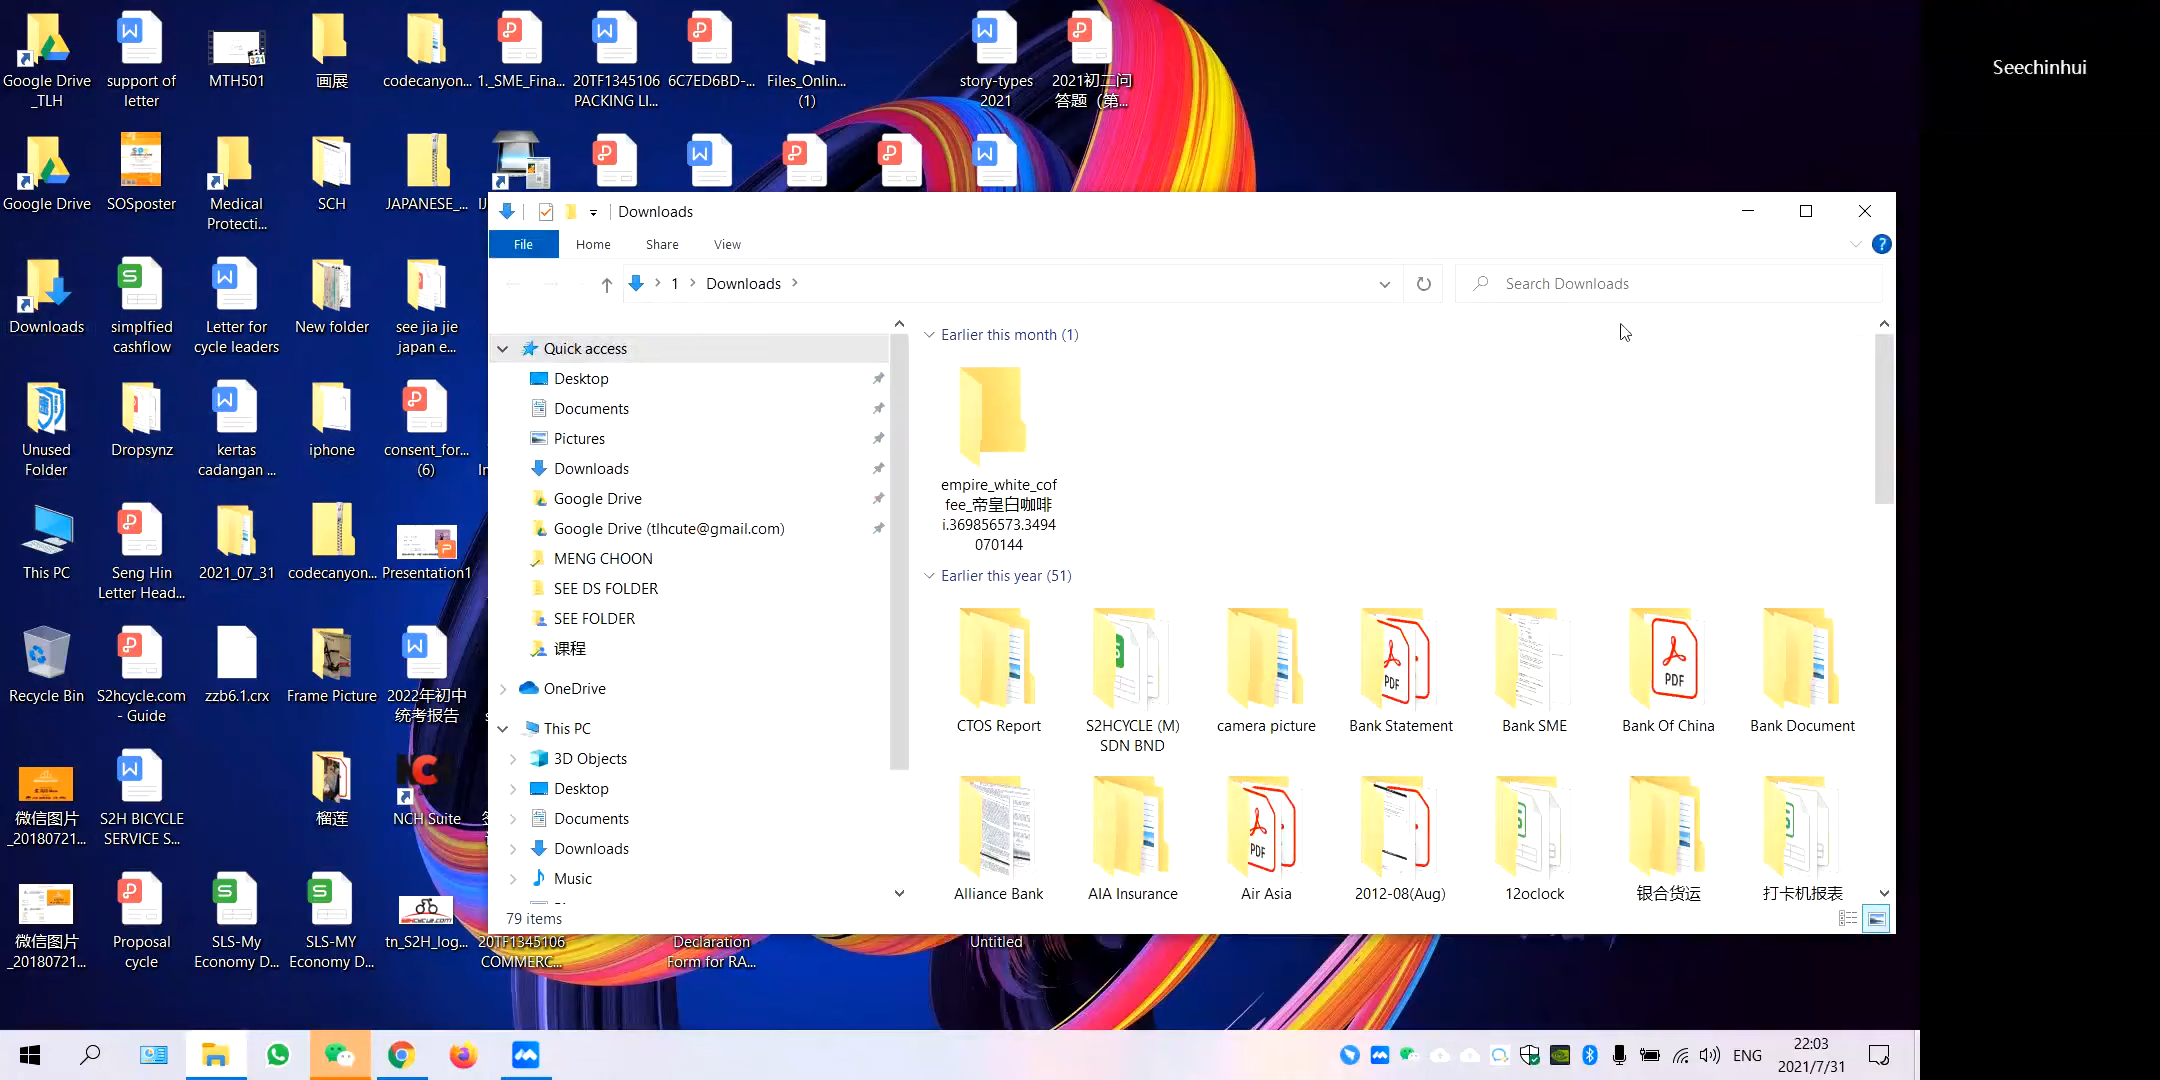 Google Drive
_TLH
support of
letter
MTH501
画展
codecanyon...
1._SME_Fina...
20TF1345106
PACKING LI...
6C7ED6BD-...
Files_Onlin...
(1)
story-types
2021
2021初二问
答题（第...
Seechinhui
Google Drive
SOSposter
Medical
Protecti...
SCH
JAPANESE_...
Downloads
File
Home
Share
View
1
Downloads
Search Downloads
Downloads
simplfied
cashflow
Letter for
cycle leaders
New folder
see jia jie
japan e...
Unused
Folder
Dropsynz
kertas
cadangan ...
iphone
consent_for...
(6)
This PC
Seng Hin
Letter Head...
2021_07_31
codecanyon...
Presentation1
Recycle Bin
S2hcycle.com
- Guide
zzb6.1.crx
Frame Picture
2022年初中
统考报告
微信图片
_20180721...
S2H BICYCLE
SERVICE S...
榴莲
NCH Suite
微信图片
_20180721...
Proposal
cycle
SLS-My
Economy D...
SLS-MY
Economy D...
tn_S2H_log...
20TF1345106
COMMERC...
Declaration
Form for RA...
Untitled
Quick access
Desktop
Documents
Pictures
Downloads
Google Drive
Google Drive (tlhcute@gmail.com)
MENG CHOON
SEE DS FOLDER
SEE FOLDER
课程
OneDrive
This PC
3D Objects
Desktop
Documents
Downloads
Music
79 items
Earlier this month (1)
empire_white_cof
fee_帝皇白咖啡
i.369856573.3494
070144
Earlier this year (51)
CTOS Report
S2HCYCLE (M)
SDN BND
camera picture
PDF
Bank Statement
Bank SME
PDF
Bank Of China
Bank Document
Alliance Bank
AIA Insurance
PDF
Air Asia
2012-08(Aug)
12oclock
银合货运
打卡机报表
ENG
22:03
2021/7/31